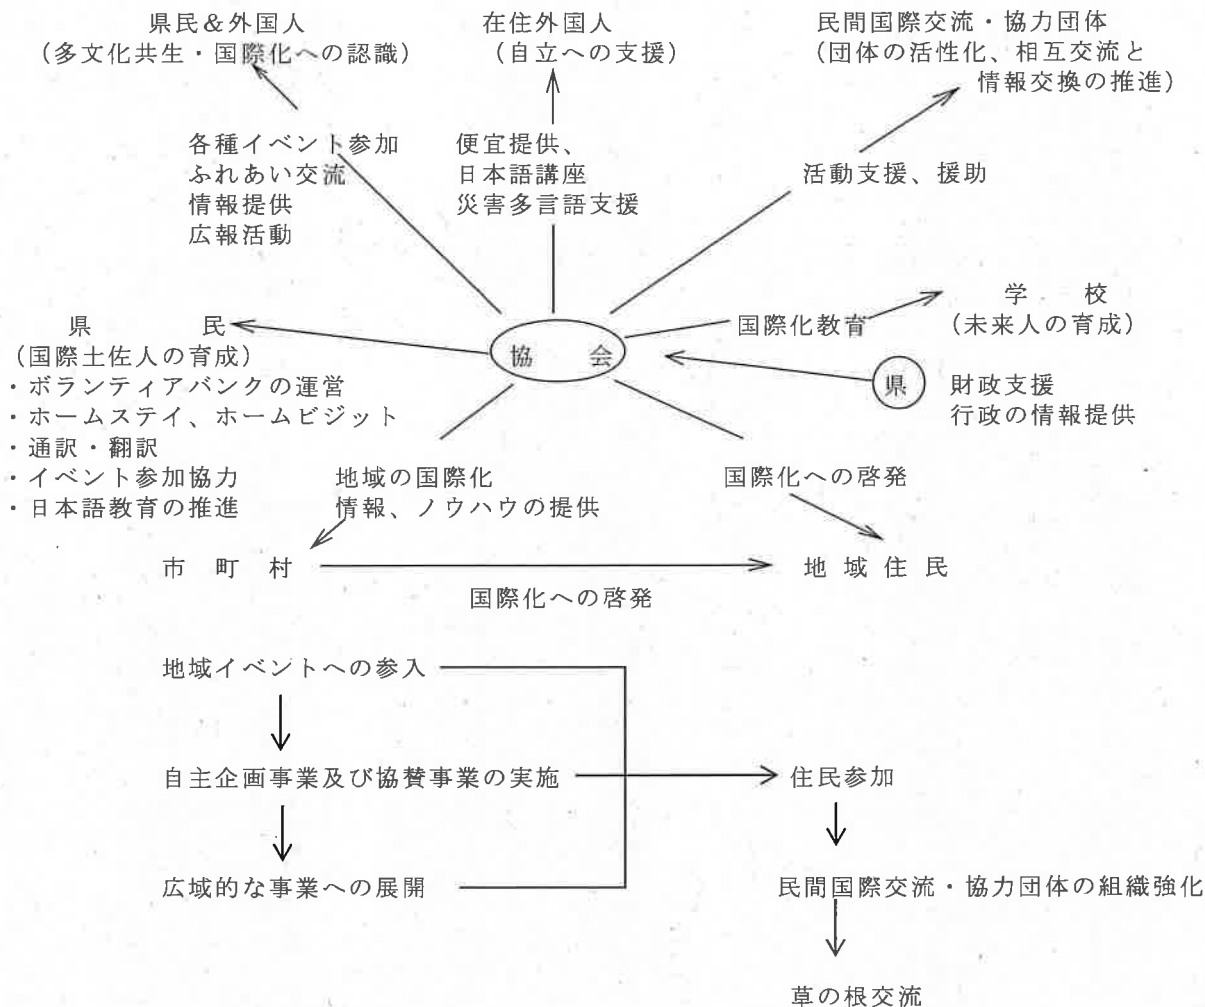 県民＆外国人
（多文化共生・国際化への認識）
在住外国人
（自立への支援）
民間国際交流・協力団体
（団体の活性化、相互交流と
情報交換の推進）
各種イベント参加
ふれあい交流
情報提供
広報活動
便宜提供、
日本語講座
災害多言語支援
活動支援、援助
県　　　民
（国際土佐人の育成）
・ボランティアバンクの運営
・ホームステイ、ホームビジット
・通訳・翻訳
・イベント参加協力
・日本語教育の推進
協　会
国際化教育
学　校
（未来人の育成）
県
財政支援
行政の情報提供
地域の国際化
情報、ノウハウの提供
国際化への啓発
市　町　村
地　域　住　民
国際化への啓発
地域イベントへの参入
自主企画事業及び協賛事業の実施
広域的な事業への展開
住民参加
民間国際交流・協力団体の組織強化
草の根交流